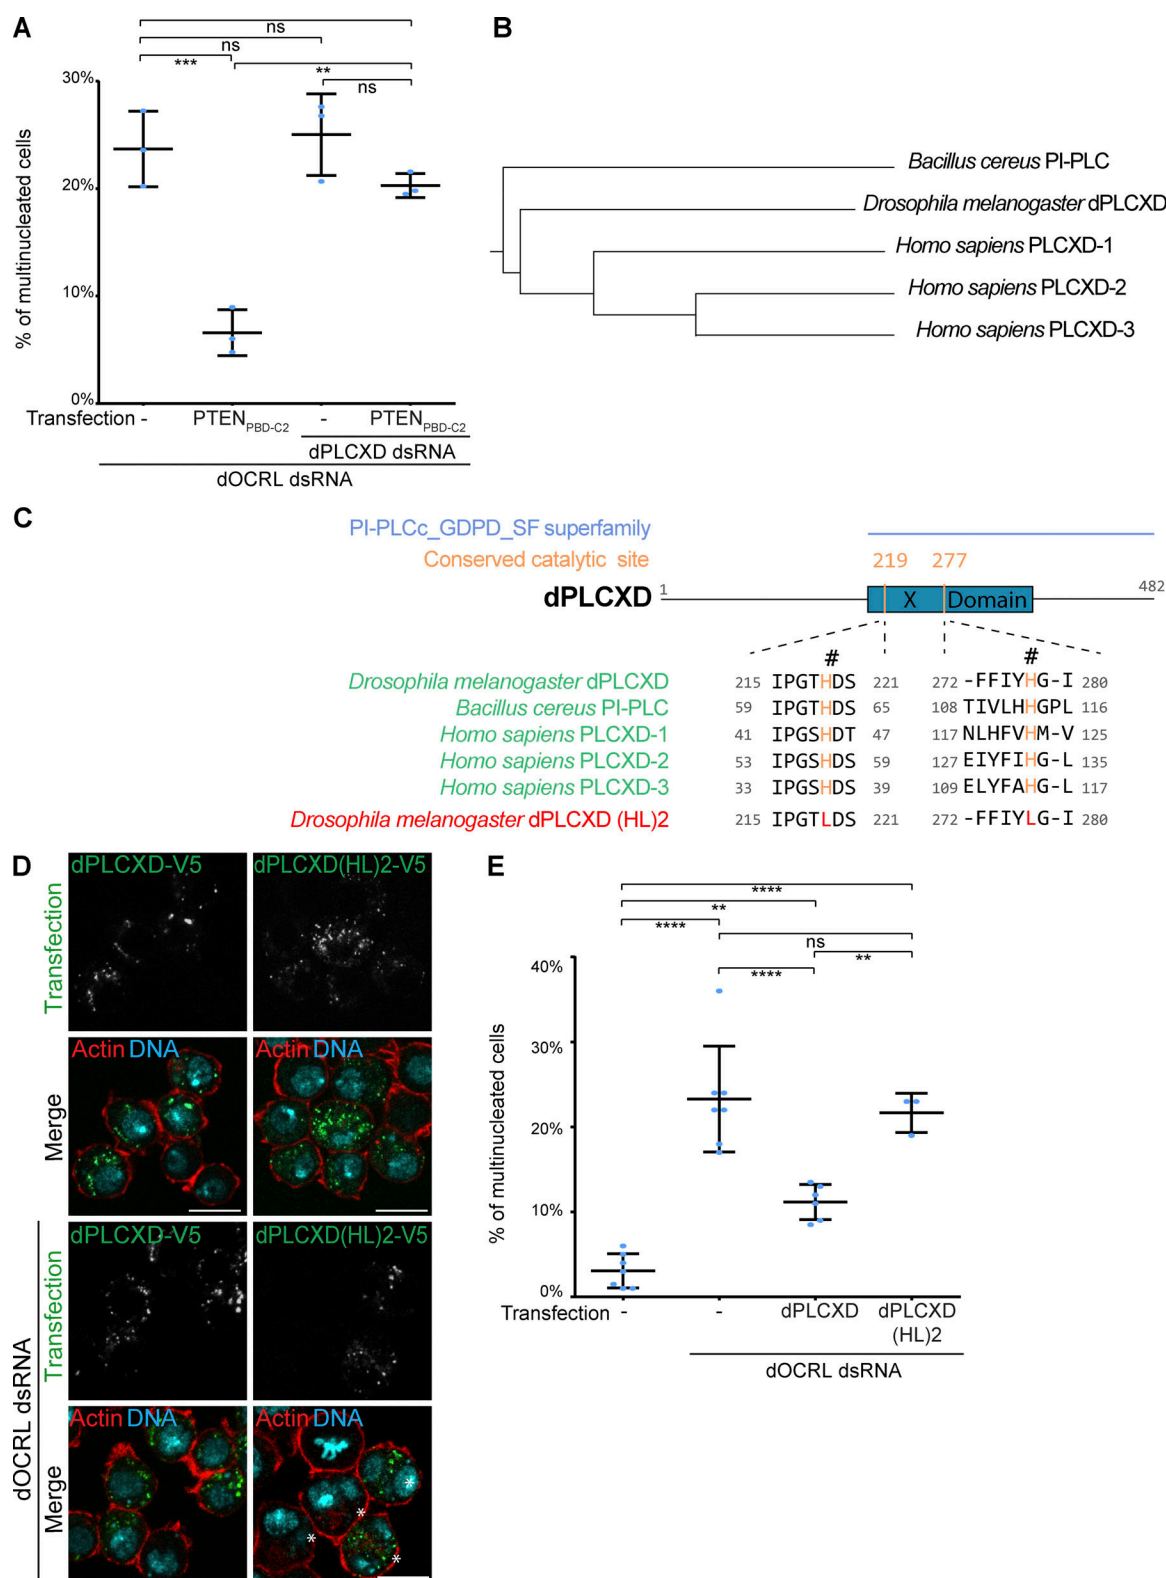 A
ns
ns
***
**
ns
30%
20%
10%
0%
% of multinucleated cells
Transfection - PTEN PBD-C2 - PTEN PBD-C2
dPLCXD dsRNA
dOCRL dsRNA
B
Bacillus cereus PI-PLC
Drosophila melanogaster dPLCXD
Homo sapiens PLCXD-1
Homo sapiens PLCXD-2
Homo sapiens PLCXD-3
C
PI-PLCc_GDPD_SF superfamily
Conserved catalytic site 219 277
dPLCXD 1 X Domain 482
# #
Drosophila melanogaster dPLCXD 215 IPGTHDS 221 272 -FFIYHG-I 280
Bacillus cereus PI-PLC 59 IPGTHDS 65 108 TIVLHHGPL 116
Homo sapiens PLCXD-1 41 IPGSHDT 47 117 NLHFVHM-V 125
Homo sapiens PLCXD-2 53 IPGSHDS 59 127 EIYFIHG-L 135
Homo sapiens PLCXD-3 33 IPGSHDS 39 109 ELYFAHG-L 117
Drosophila melanogaster dPLCXD (HL)2 215 IPGTLDS 221 272 -FFIYLG-I 280
D
dPLCXD-V5 dPLCXD(HL)2-V5
Transfection
Actin DNA Actin DNA
Merge
dPLCXD-V5 dPLCXD(HL)2-V5
Transfection
Actin DNA Actin DNA
* * * *
Merge
dOCRL dsRNA
E
****
**
****
ns
****
**
40%
30%
20%
10%
0%
% of multinucleated cells
Transfection - - dPLCXD dPLCXD
(HL)2
dOCRL dsRNA